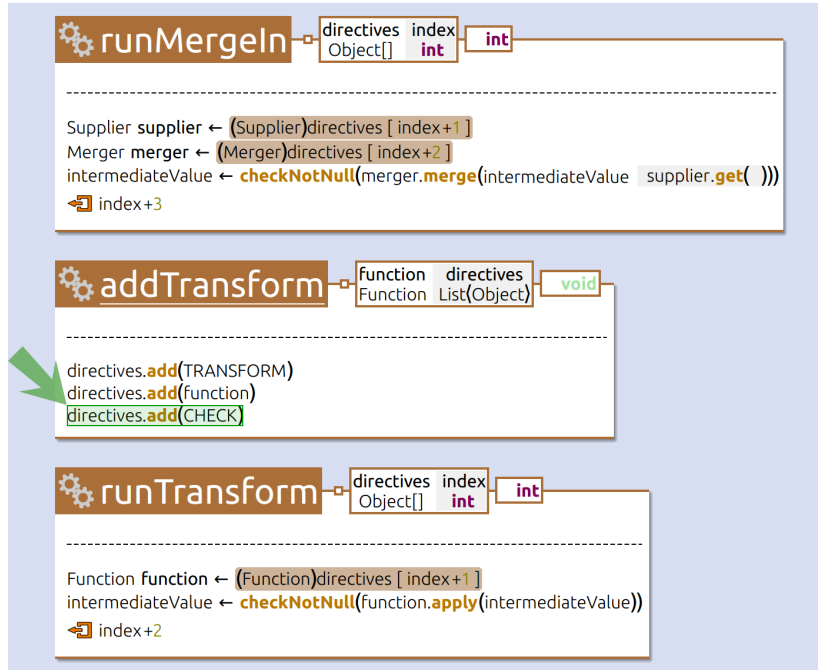 runMergeIn directives index int
Object[] int
Supplier supplier ← (Supplier)directives [ index+1 ]
Merger merger ← (Merger)directives [ index+2 ]
intermediateValue ← checkNotNull(merger.merge(intermediateValue supplier.get( )))
index+3
addTransform function directives void
Function List(Object)
directives.add(TRANSFORM)
directives.add(function)
directives.add(CHECK)
runTransform directives index int
Object[] int
Function function ← (Function)directives [ index+1 ]
intermediateValue ← checkNotNull(function.apply(intermediateValue))
index+2